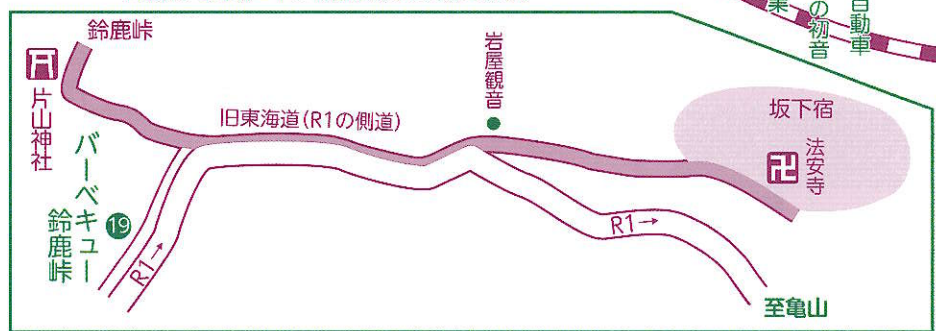 鈴鹿峠
片山神社
バーベキュー
鈴鹿峠
19
R1→
旧東海道(R1の側道)
岩屋観音
R1→
坂下宿
卍
法安寺
至亀山
自動車
の初音
業